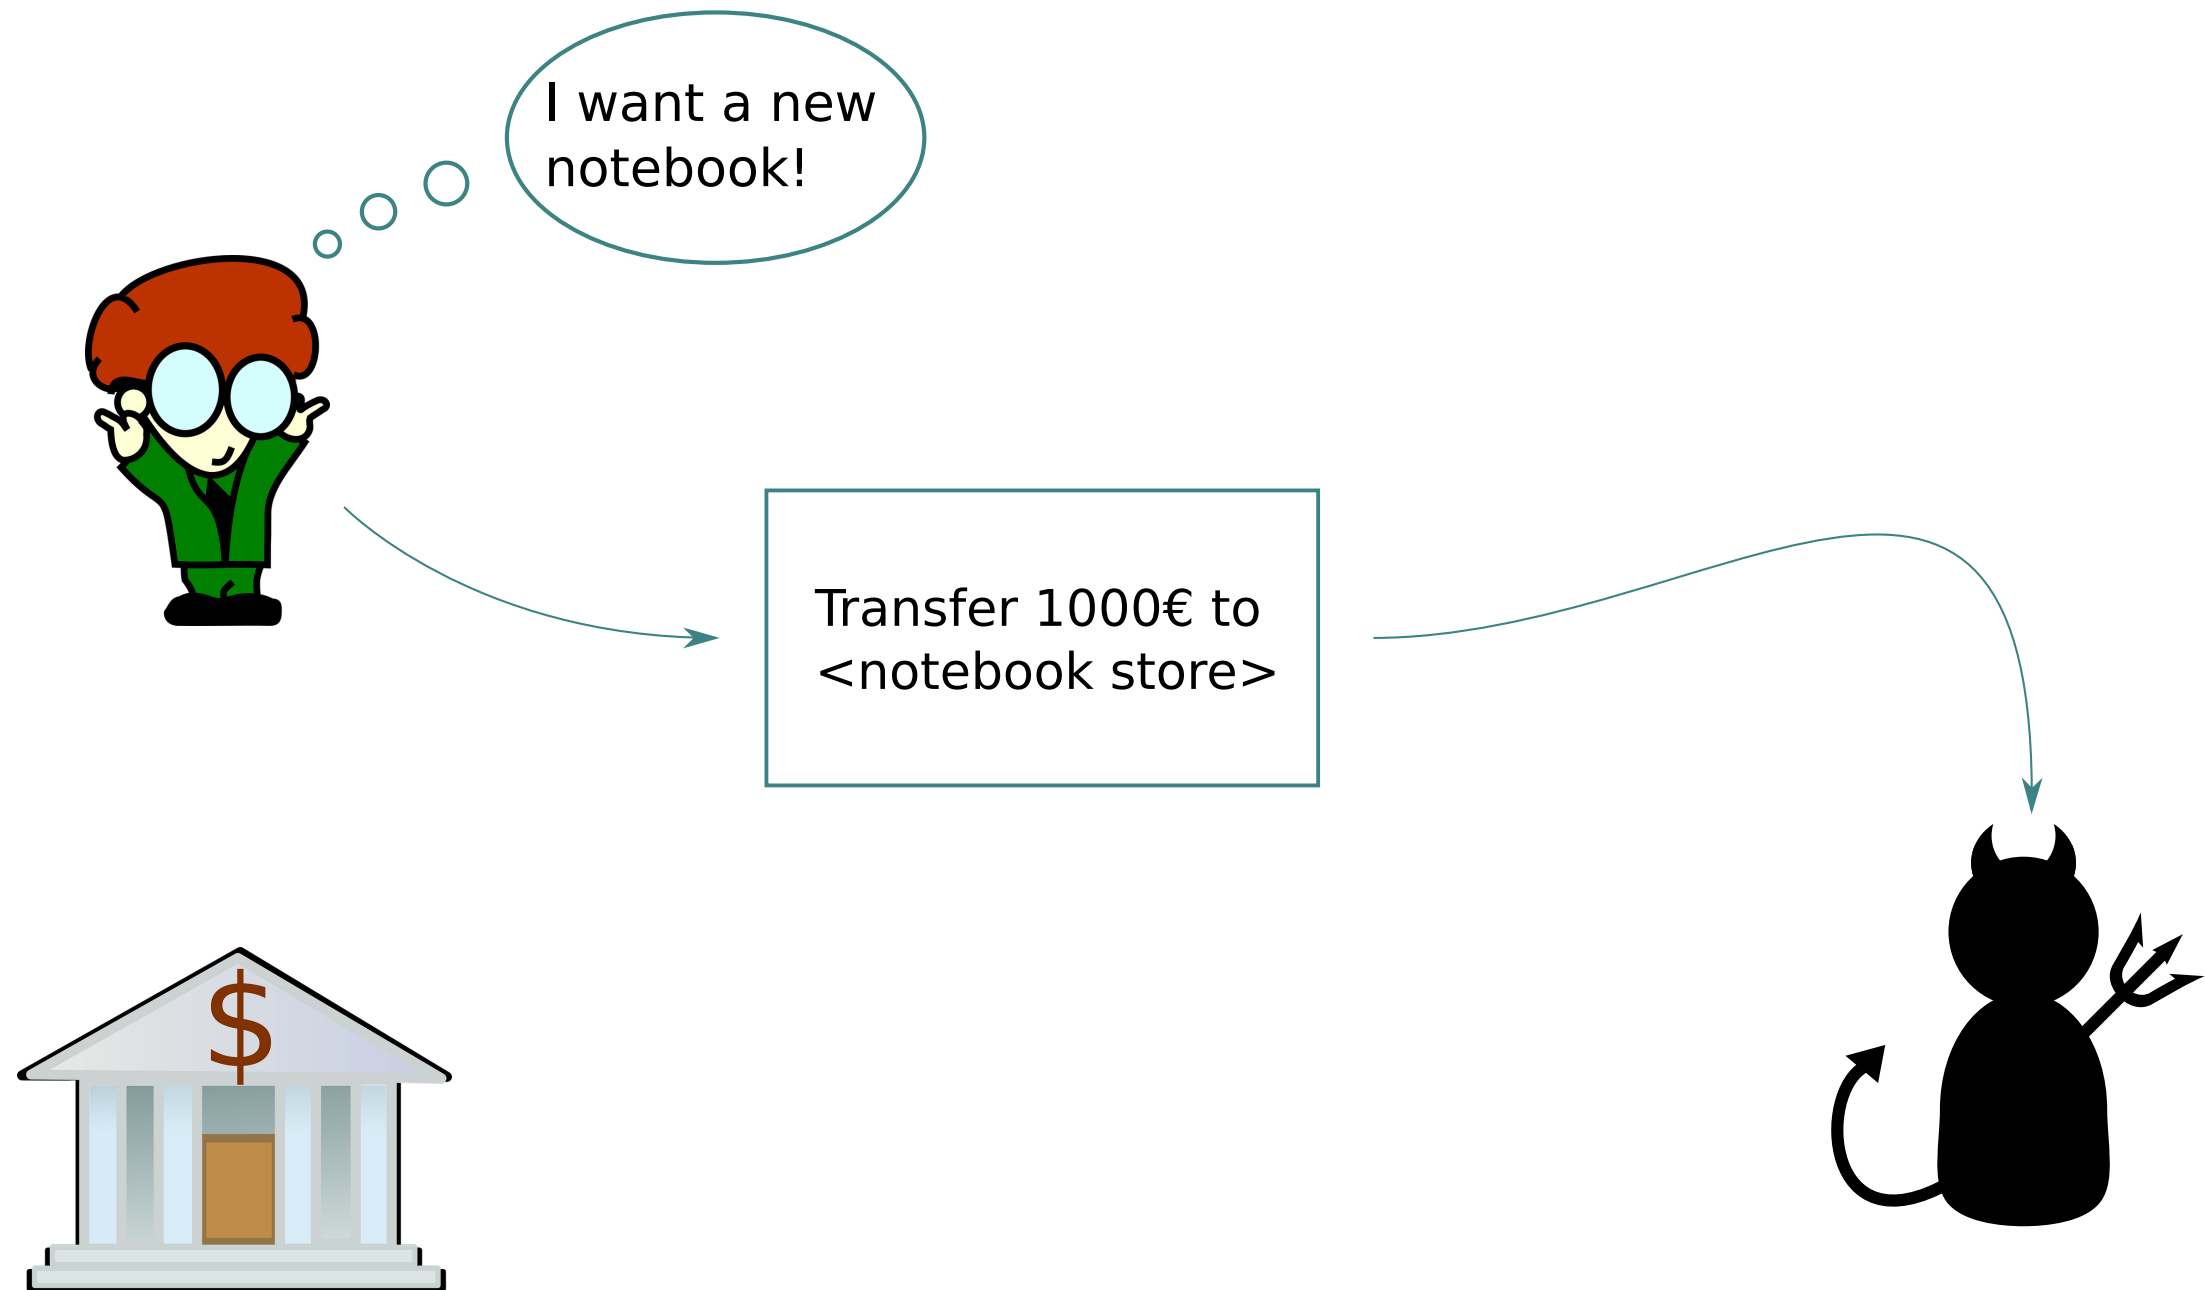 I want a new
notebook!
Transfer 1000€ to
<notebook store>
$